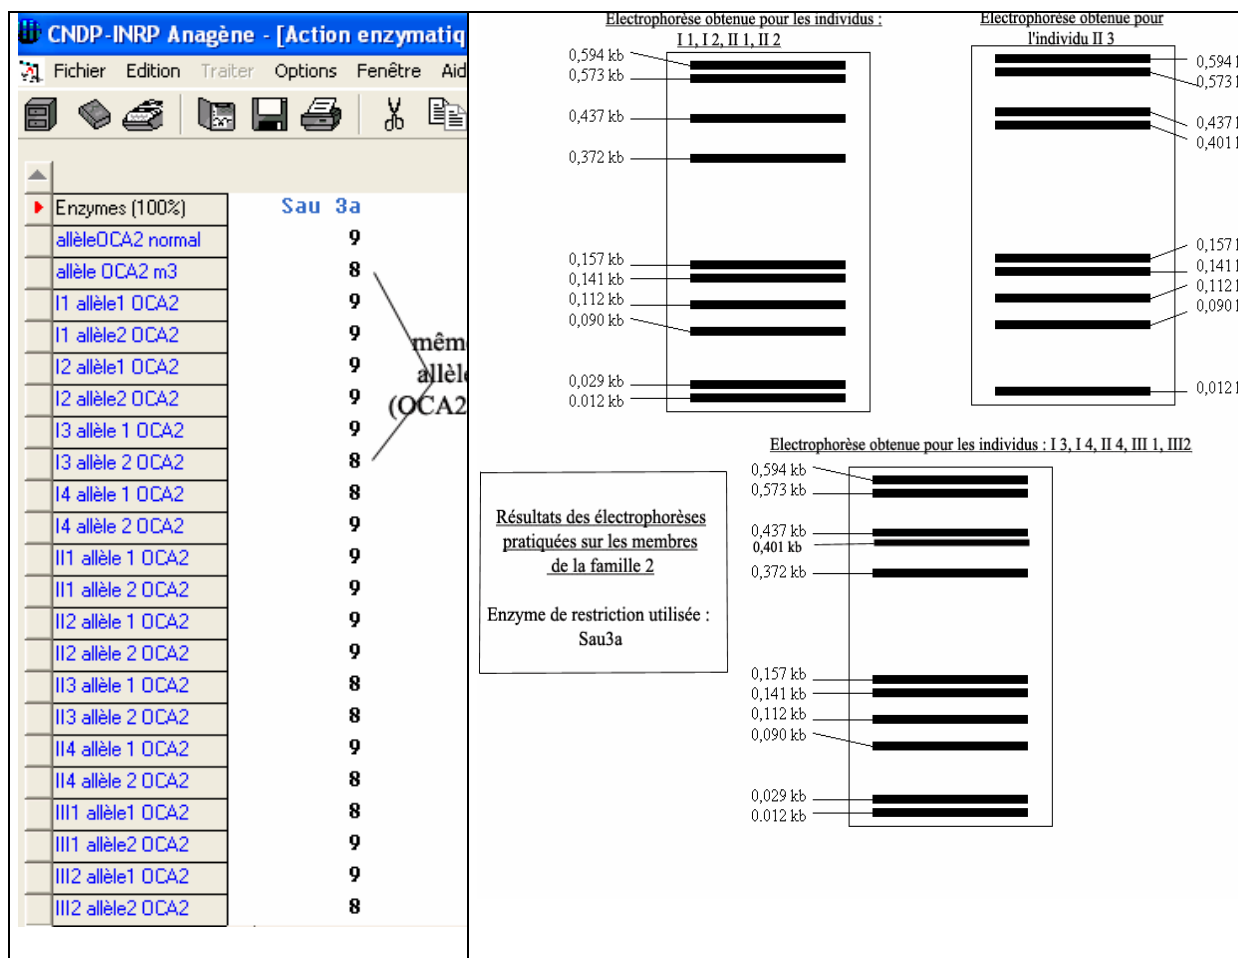 CNDP-INRP Anagène - [Action enzymatiq
Fichier Edition Traiter Options Fenêtre Aid
Enzymes (100%) Sau 3a
allèleOCA2 normal 9
allèle OCA2 m3 8
I1 allèle1 OCA2 9
I1 allèle2 OCA2 9
I2 allèle1 OCA2 9
I2 allèle2 OCA2 9
I3 allèle 1 OCA2 9
I3 allèle 2 OCA2 8
I4 allèle 1 OCA2 8
I4 allèle 2 OCA2 9
II1 allèle 1 OCA2 9
II1 allèle 2 OCA2 9
II2 allèle 1 OCA2 9
II2 allèle 2 OCA2 9
II3 allèle 1 OCA2 8
II3 allèle 2 OCA2 8
II4 allèle 1 OCA2 9
II4 allèle 2 OCA2 8
III1 allèle1 OCA2 8
III1 allèle2 OCA2 9
III2 allèle1 OCA2 9
III2 allèle2 OCA2 8
mêm
allèl
(OCA2
Electrophorèse obtenue pour les individus :
I 1, I 2, II 1, II 2
0,594 kb
0,573 kb
0,437 kb
0,372 kb
0,157 kb
0,141 kb
0,112 kb
0,090 kb
0,029 kb
0.012 kb
Electrophorèse obtenue pour
l'individu II 3
0,594
0,573
0,437
0,401
0,157
0,141
0,112
0,090
0,012
Electrophorèse obtenue pour les individus : I 3, I 4, II 4, III 1, III2
0,594 kb
0,573 kb
0,437 kb
0,401 kb
0,372 kb
0,157 kb
0,141 kb
0,112 kb
0,090 kb
0,029 kb
0.012 kb
Résultats des électrophorèses
pratiquées sur les membres
de la famille 2
Enzyme de restriction utilisée :
Sau3a